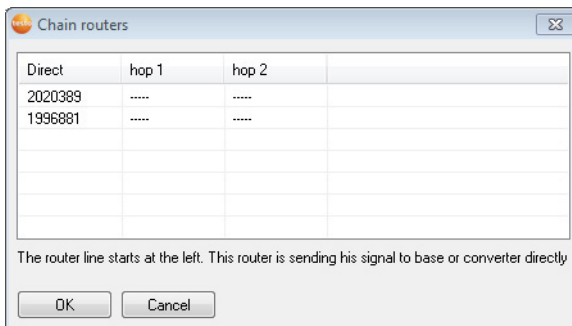 testo Chain routers
Direct hop 1 hop 2
2020389 ----- -----
1996881 ----- -----
The router line starts at the left. This router is sending his signal to base or converter directly
OK Cancel